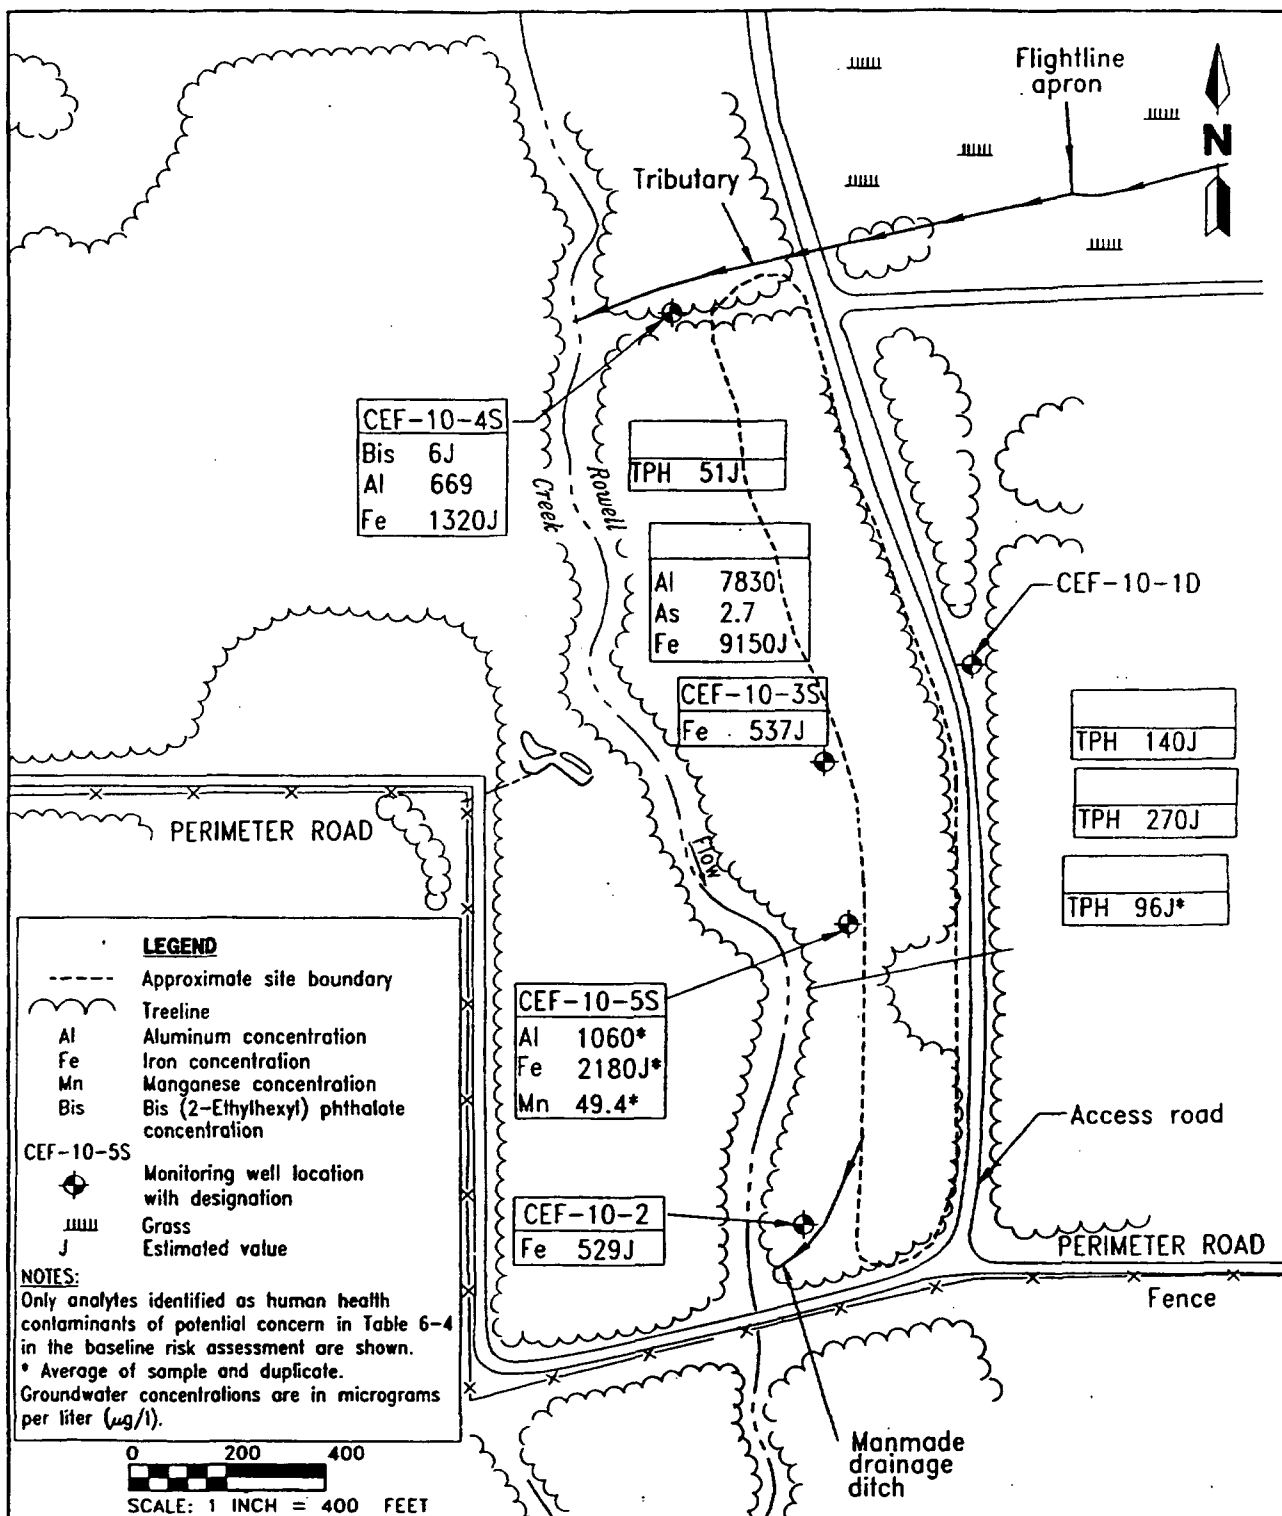 Flightline
apron
N
Tributary
CEF-10-4S
Bis 6J
Al 669
Fe 1320J
Creek
Rowell
TPH 51J
Al 7830
As 2.7
Fe 9150J
CEF-10-1D
CEF-10-3S
Fe 537J
TPH 140J
TPH 270J
TPH 96J*
PERIMETER ROAD
Flow
CEF-10-5S
Al 1060*
Fe 2180J*
Mn 49.4*
Access road
CEF-10-2
Fe 529J
PERIMETER ROAD
Fence
Manmade
drainage
ditch
LEGEND
Approximate site boundary
Treeline
Al Aluminum concentration
Fe Iron concentration
Mn Manganese concentration
Bis Bis (2-Ethylhexyl) phthalate
concentration
CEF-10-5S
Monitoring well location
with designation
Grass
J Estimated value
NOTES:
Only analytes identified as human health
contaminants of potential concern in Table 6-4
in the baseline risk assessment are shown.
* Average of sample and duplicate.
Groundwater concentrations are in micrograms
per liter (µg/l).
0 200 400
SCALE: 1 INCH = 400 FEET